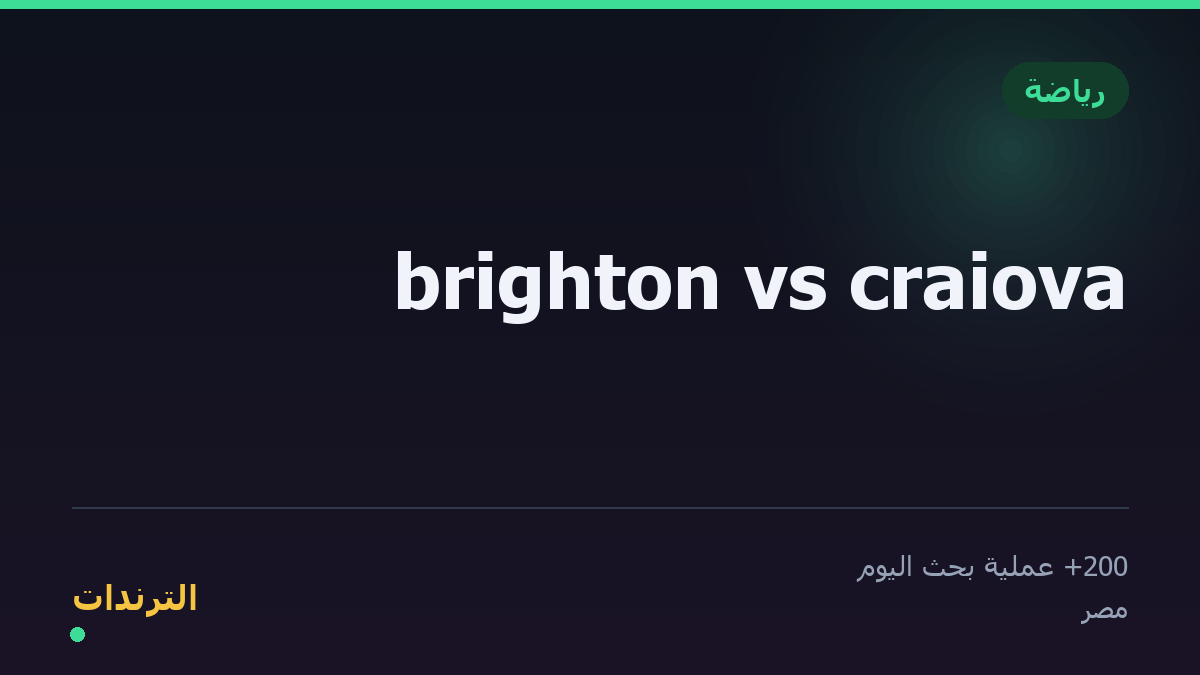 رياضة
brighton vs craiova
200+ عملية بحث اليوم
مصر
الترندات